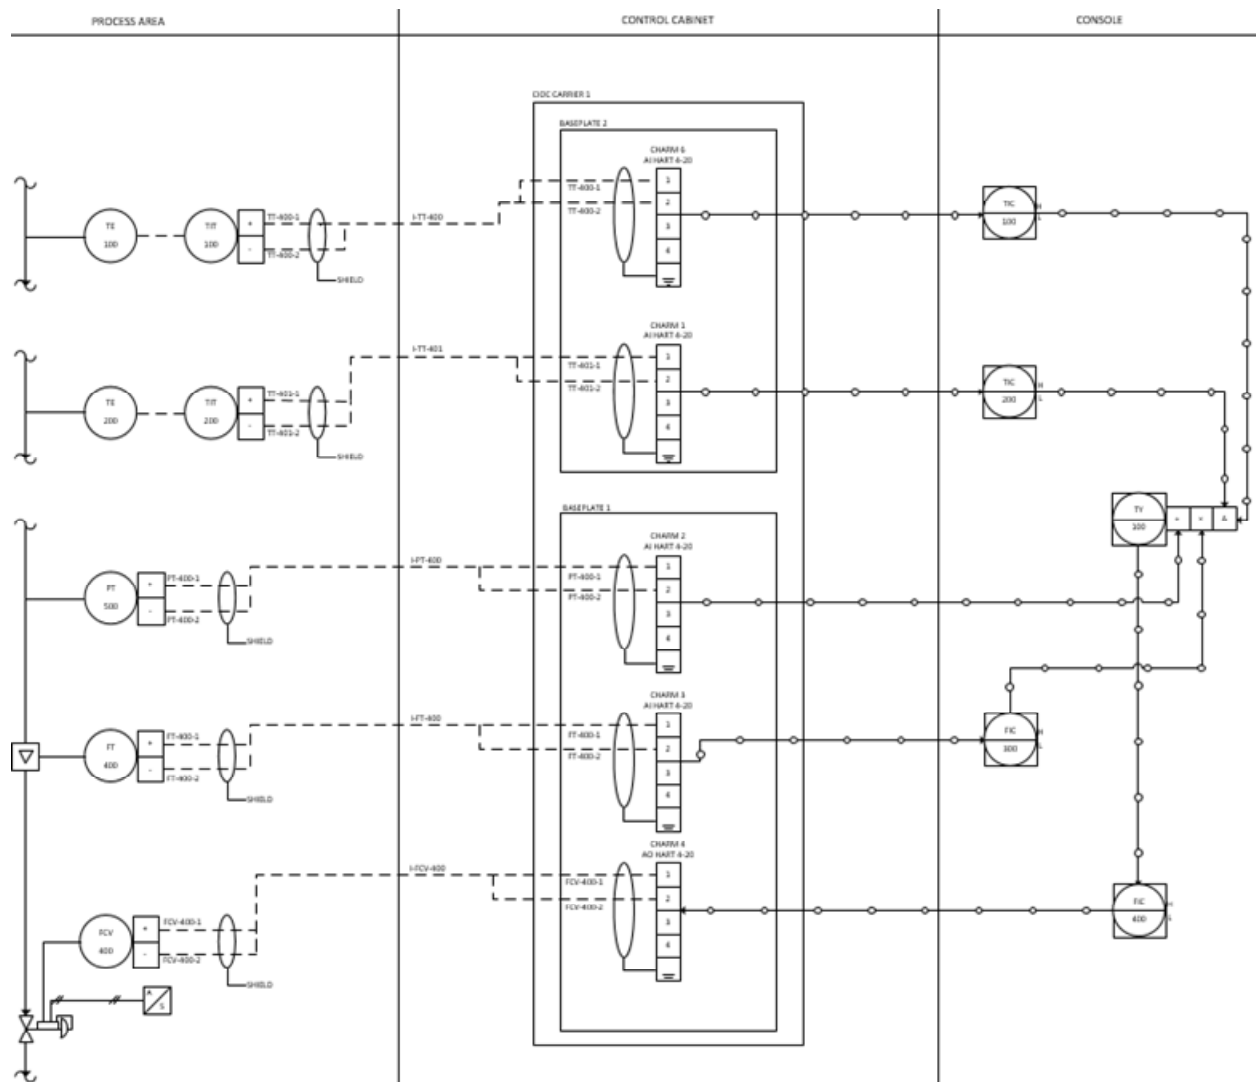 PROCESS AREA
CONTROL CABINET
CONSOLE
CIOC CARRIER 1
BASEPLATE 2
CHARM 6
AI HART 4-20
TE
100
TIT
100
+
-
TT-400-1
TT-400-2
SHIELD
I-TT-400
TT-400-1
TT-400-2
1
2
3
4
TIC
100
H
L
CHARM 1
AI HART 4-20
TE
200
TIT
200
+
-
TT-401-1
TT-401-2
SHIELD
I-TT-401
TT-401-1
TT-401-2
1
2
3
4
TIC
200
H
L
BASEPLATE 1
TY
100
CHARM 2
AI HART 4-20
PT
500
+
-
PT-400-1
PT-400-2
SHIELD
I-PT-400
PT-400-1
PT-400-2
1
2
3
4
CHARM 3
AI HART 4-20
FT
400
+
-
FT-400-1
FT-400-2
SHIELD
I-FT-400
FT-400-1
FT-400-2
1
2
3
4
FIC
300
H
L
CHARM 4
AO HART 4-20
FCV
400
+
-
FCV-400-1
FCV-400-2
SHIELD
I-FCV-400
FCV-400-1
FCV-400-2
1
2
3
4
FIC
400
H
A
S